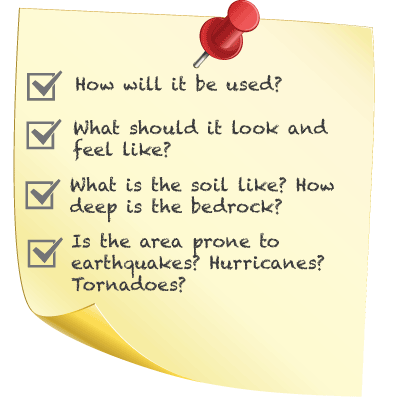 How will it be used?
What should it look and
feel like?
What is the soil like? How
deep is the bedrock?
Is the area prone to
earthquakes? Hurricanes?
Tornadoes?